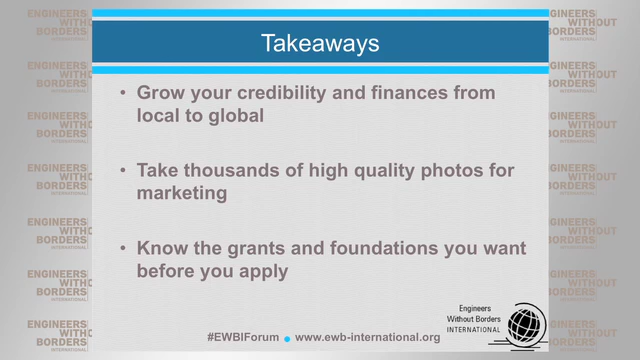 Takeaways
• Grow your credibility and finances from
local to global
• Take thousands of high quality photos for
marketing
• Know the grants and foundations you want
before you apply
Engineers
Without Borders
INTERNATIONAL
#EWBIForum • www.ewb-international.org
ENGINEERS
WITHOUT
BORDERS
INTERNATIONAL